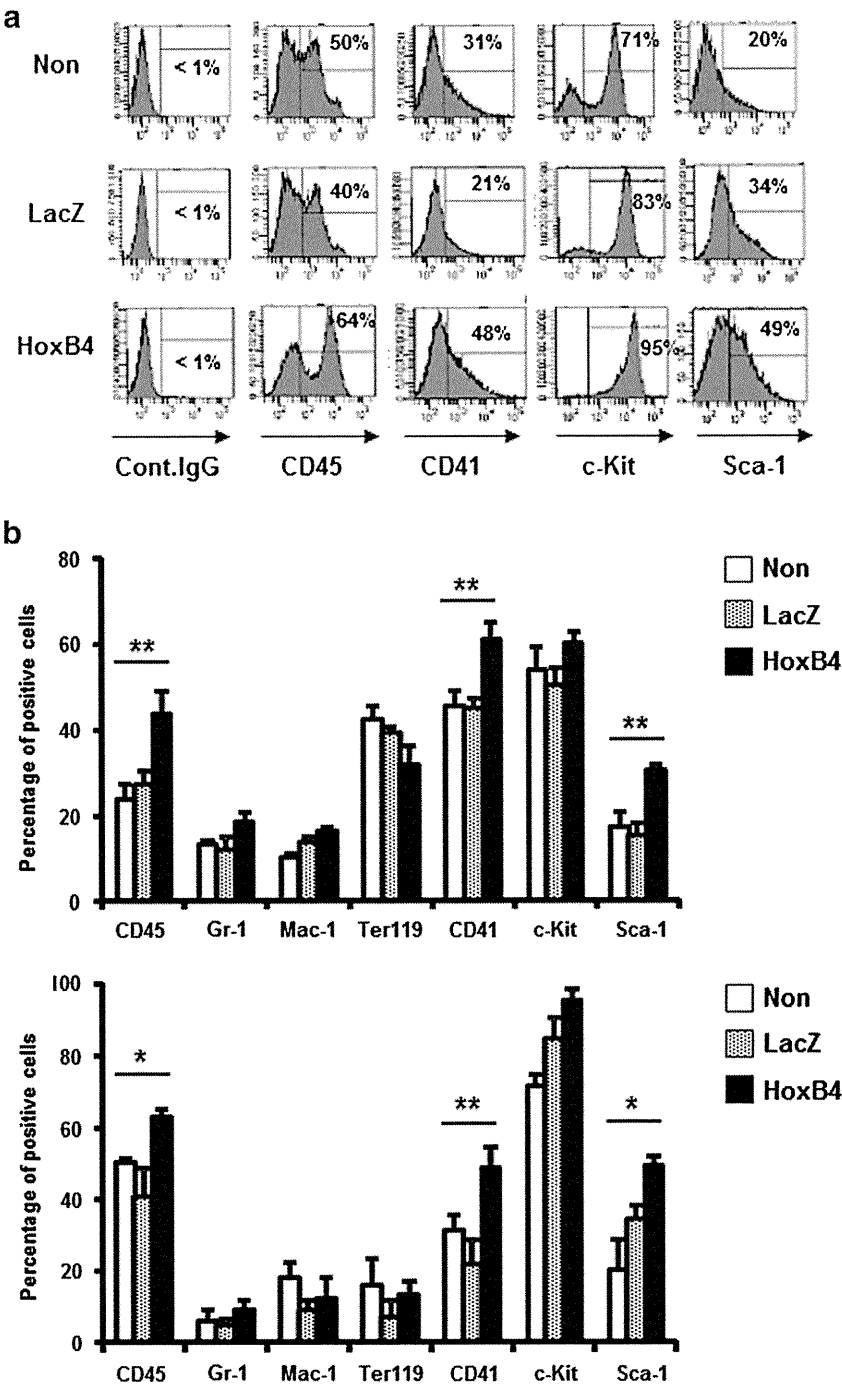 a
Non
< 1%
50%
31%
71%
20%
LacZ
< 1%
40%
21%
83%
34%
HoxB4
< 1%
64%
48%
95%
49%
Cont.IgG CD45 CD41 c-Kit Sca-1
b
Percentage of positive cells
80
60
40
20
0
**
**
**
CD45 Gr-1 Mac-1 Ter119 CD41 c-Kit Sca-1
Non
LacZ
HoxB4
Percentage of positive cells
100
80
60
40
20
0
*
**
*
CD45 Gr-1 Mac-1 Ter119 CD41 c-Kit Sca-1
Non
LacZ
HoxB4